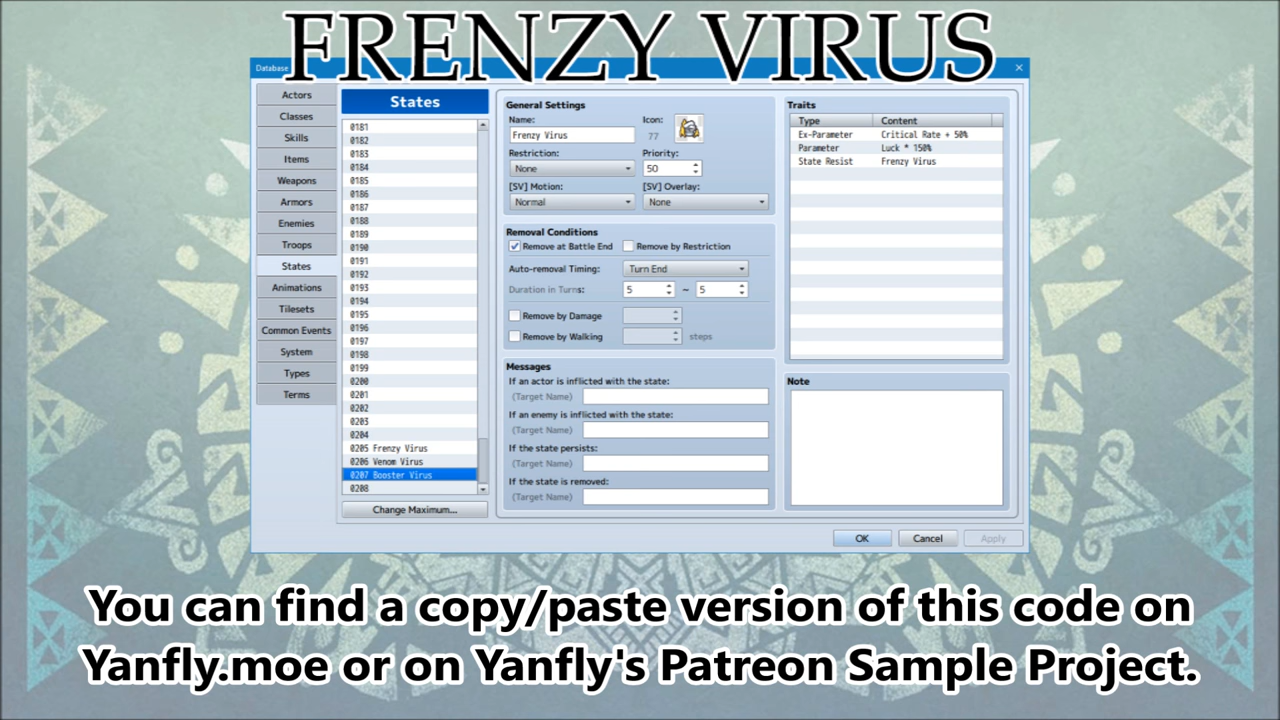 FRENZY VIRUS
Database
Actors
Classes
Skills
Items
Weapons
Armors
Enemies
Troops
States
Animations
Tilesets
Common Events
System
Types
Terms
States
0181
0182
0183
0184
0185
0186
0187
0188
0189
0190
0191
0192
0193
0194
0195
0196
0197
0198
0199
0200
0201
0202
0203
0204
0205 Frenzy Virus
0206 Venom Virus
0207 Booster Virus
0208
Change Maximum...
General Settings
Name: Icon:
Frenzy Virus 77
Restriction: Priority:
None 50
[SV] Motion: [SV] Overlay:
Normal None
Removal Conditions
Remove at Battle End Remove by Restriction
Auto-removal Timing: Turn End
Duration in Turns: 5 ~ 5
Remove by Damage
Remove by Walking steps
Messages
If an actor is inflicted with the state:
(Target Name)
If an enemy is inflicted with the state:
(Target Name)
If the state persists:
(Target Name)
If the state is removed:
(Target Name)
Traits
Type Content
Ex-Parameter Critical Rate + 50%
Parameter Luck * 150%
State Resist Frenzy Virus
Note
OK Cancel Apply
You can find a copy/paste version of this code on
Yanfly.moe or on Yanfly's Patreon Sample Project.